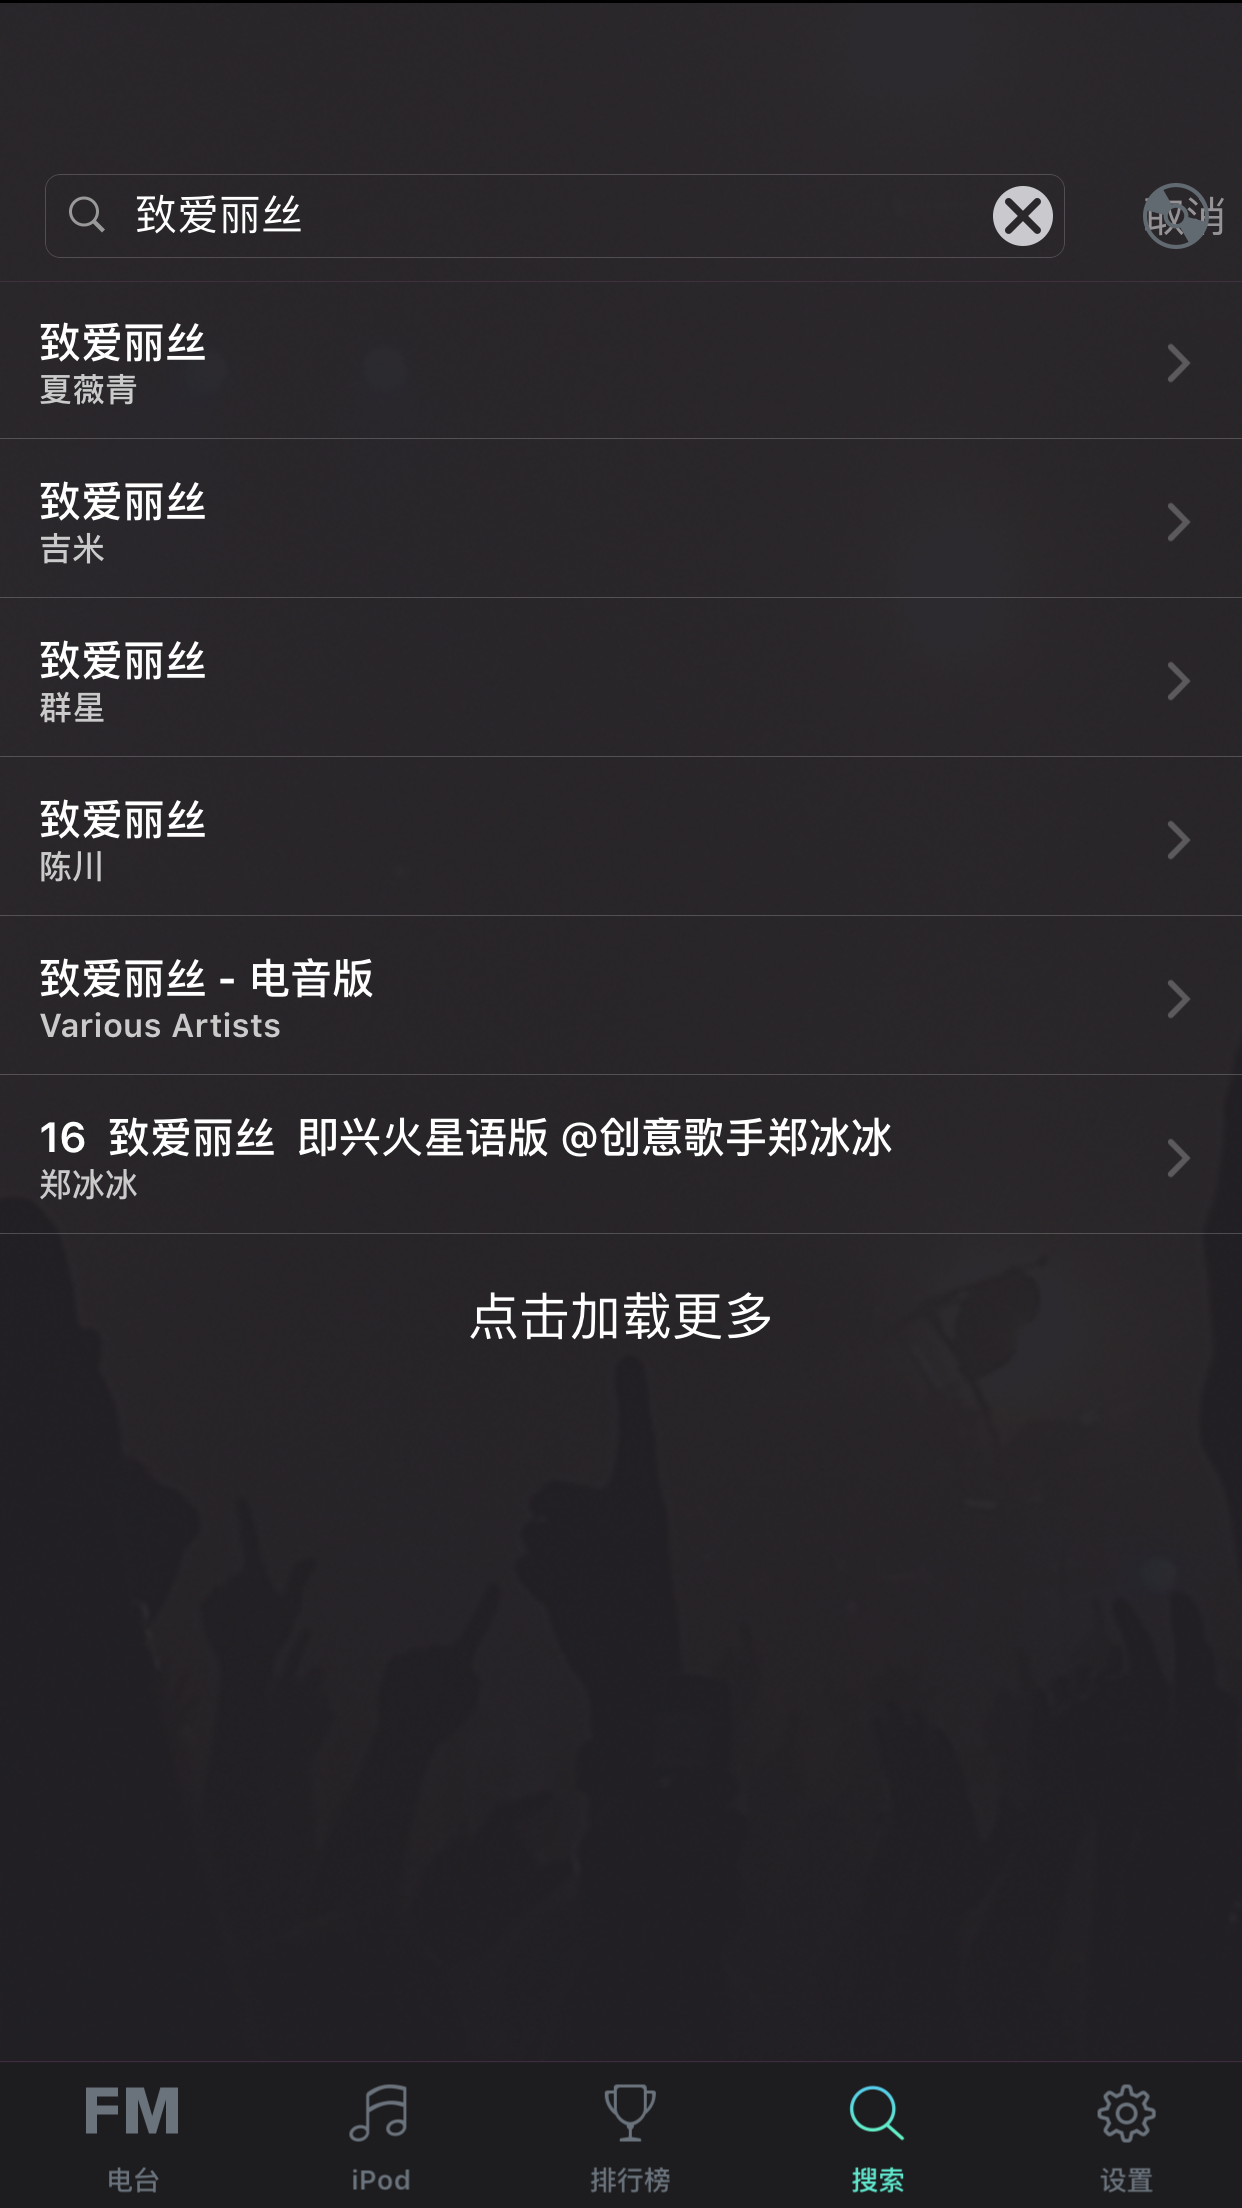 致爱丽丝
取消
致爱丽丝
夏薇青
致爱丽丝
吉米
致爱丽丝
群星
致爱丽丝
陈川
致爱丽丝 - 电音版
Various Artists
16 致爱丽丝 即兴火星语版 @创意歌手郑冰冰
郑冰冰
点击加载更多
FM
电台
iPod
排行榜
搜索
设置